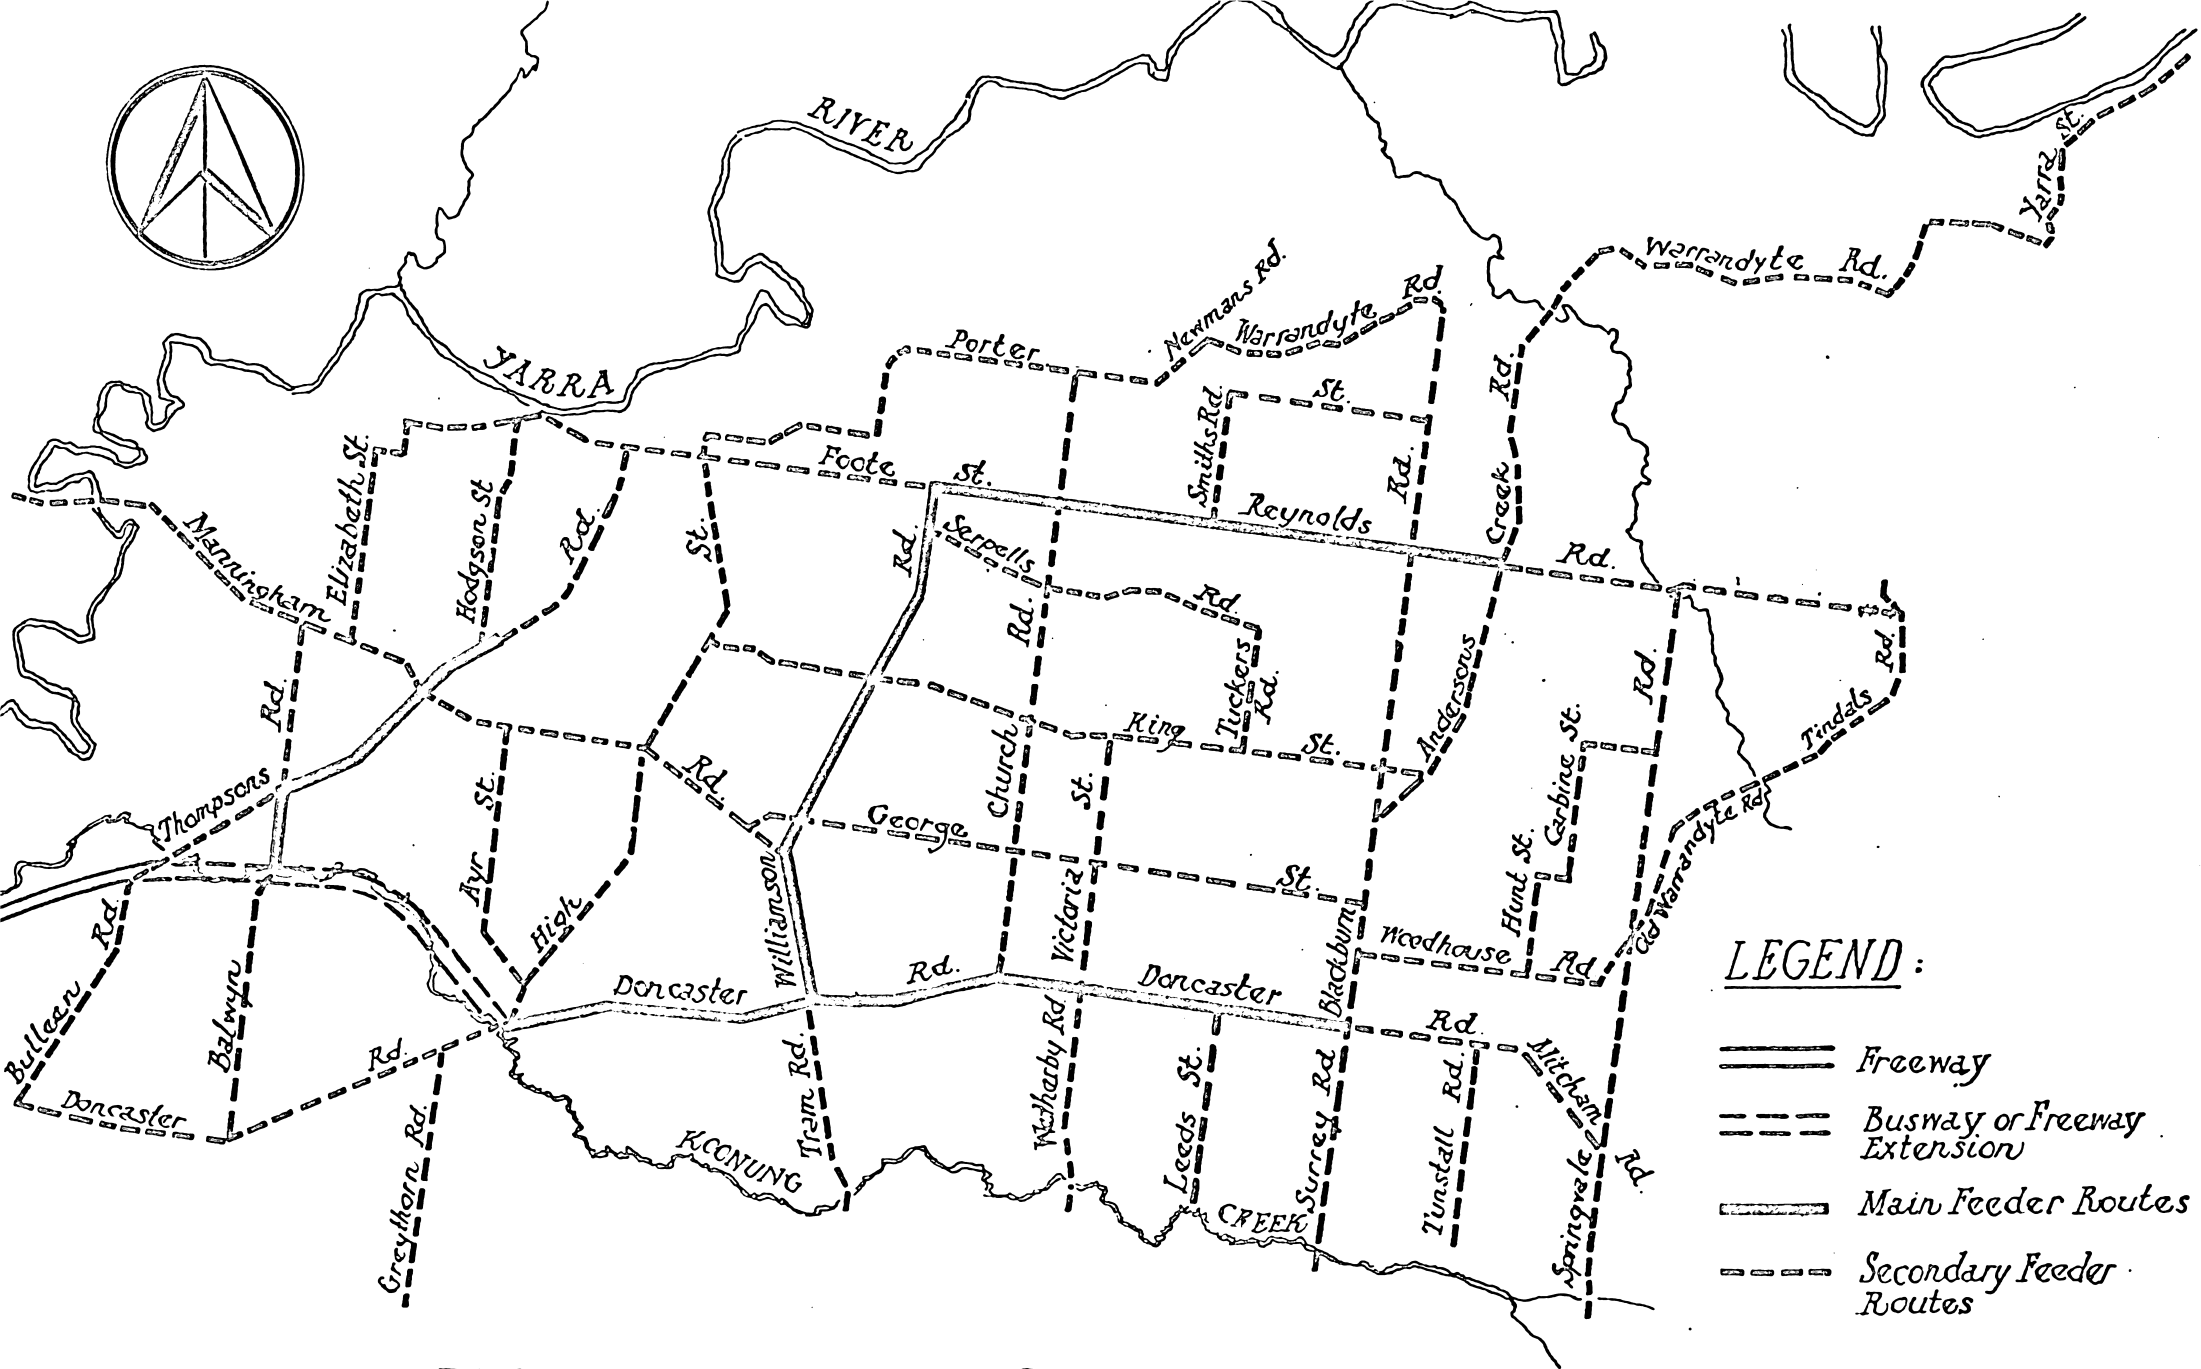 RIVER
YARRA
St.
Yarra
Warrandyte Rd.
Newmans Rd.
Warrandyte Rd.
Porter
St.
Smiths Rd.
Rd.
Rd.
Creek
Andersons
Foote St.
Reynolds Rd.
Manningham Rd.
Elizabeth St.
Hodgson St
Rd.
Thompsons
St.
High
Rd.
Serpells Rd.
Tuckers Rd.
Rd.
Church
King St.
Rd.
Ayr St.
Rd.
Williamson
George St.
St.
Victoria
Carbine St.
Hunt St.
Rd.
Tindals Rd.
Old Warrandyte Rd
Woodhouse Rd.
Blackburn
Rd.
Bulleen
Balwyn
Doncaster Rd.
Doncaster Rd.
Doncaster Rd.
Greythorn Rd.
Tram Rd.
Wetharby Rd
Leeds St.
Surrey Rd
Tunstall Rd.
Mitcham Rd.
Springvale
KOONUNG
CREEK
LEGEND :
Freeway
Busway or Freeway
Extension
Main Feeder Routes
Secondary Feeder
Routes